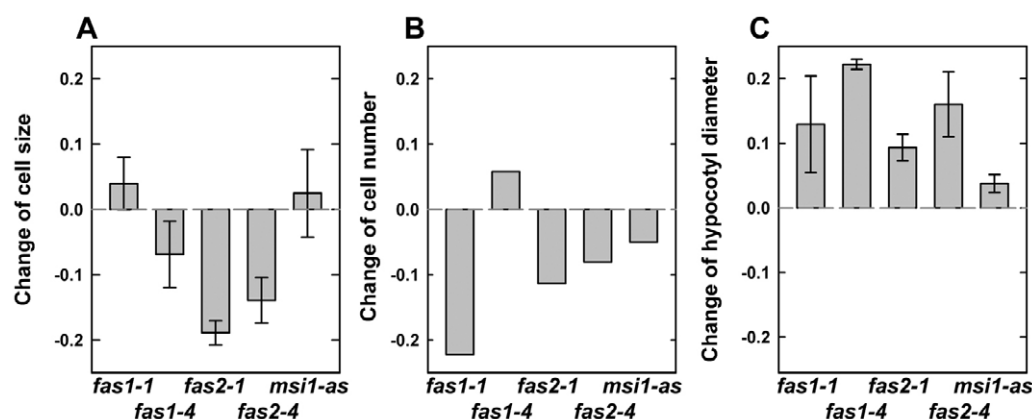 A
Change of cell size
0.2
0.1
0.0
-0.1
-0.2
fas1-1 fas2-1 msi1-as
fas1-4 fas2-4
B
Change of cell number
0.2
0.1
0.0
-0.1
-0.2
fas1-1 fas2-1 msi1-as
fas1-4 fas2-4
C
Change of hypocotyl diameter
0.2
0.1
0.0
-0.1
-0.2
fas1-1 fas2-1 msi1-as
fas1-4 fas2-4